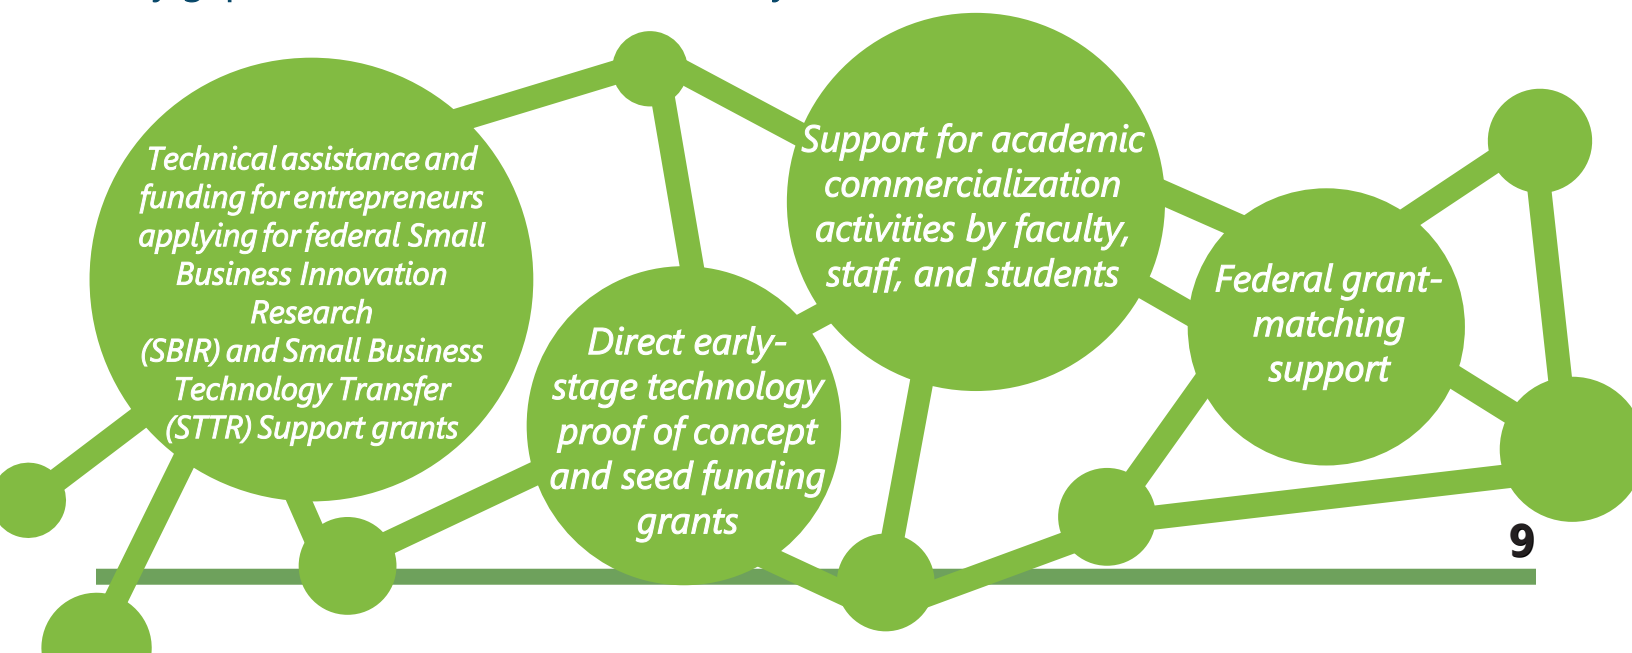 Technical assistance and
funding for entrepreneurs
applying for federal Small
Business Innovation
Research
(SBIR) and Small Business
Technology Transfer
(STTR) Support grants
Direct early-
stage technology
proof of concept
and seed funding
grants
Support for academic
commercialization
activities by faculty,
staff, and students
Federal grant-
matching
support
9